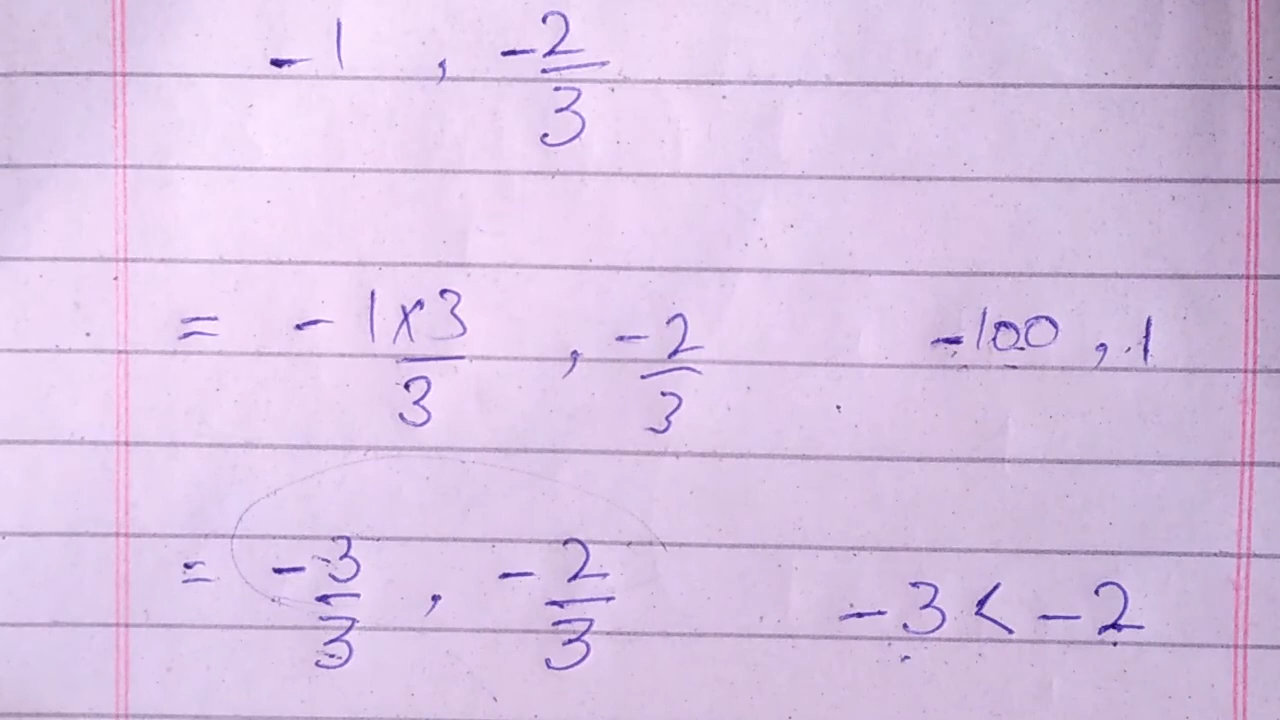 -1 , -2/3
= -1×3/3 , -2/3 -100 , 1
= -3/3 , -2/3 -3 < -2